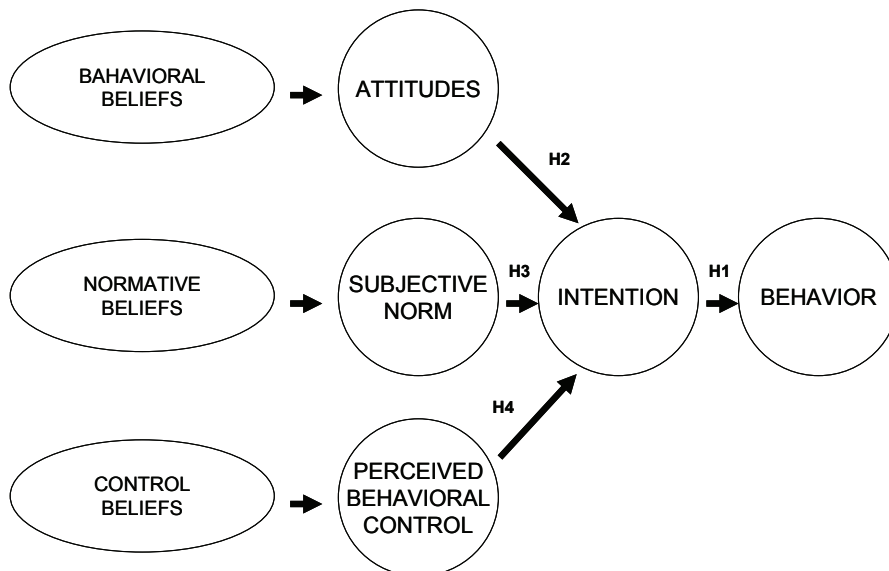 BAHAVIORAL
BELIEFS
ATTITUDES
H2
NORMATIVE
BELIEFS
SUBJECTIVE
NORM
H3
INTENTION
H1
BEHAVIOR
H4
CONTROL
BELIEFS
PERCEIVED
BEHAVIORAL
CONTROL